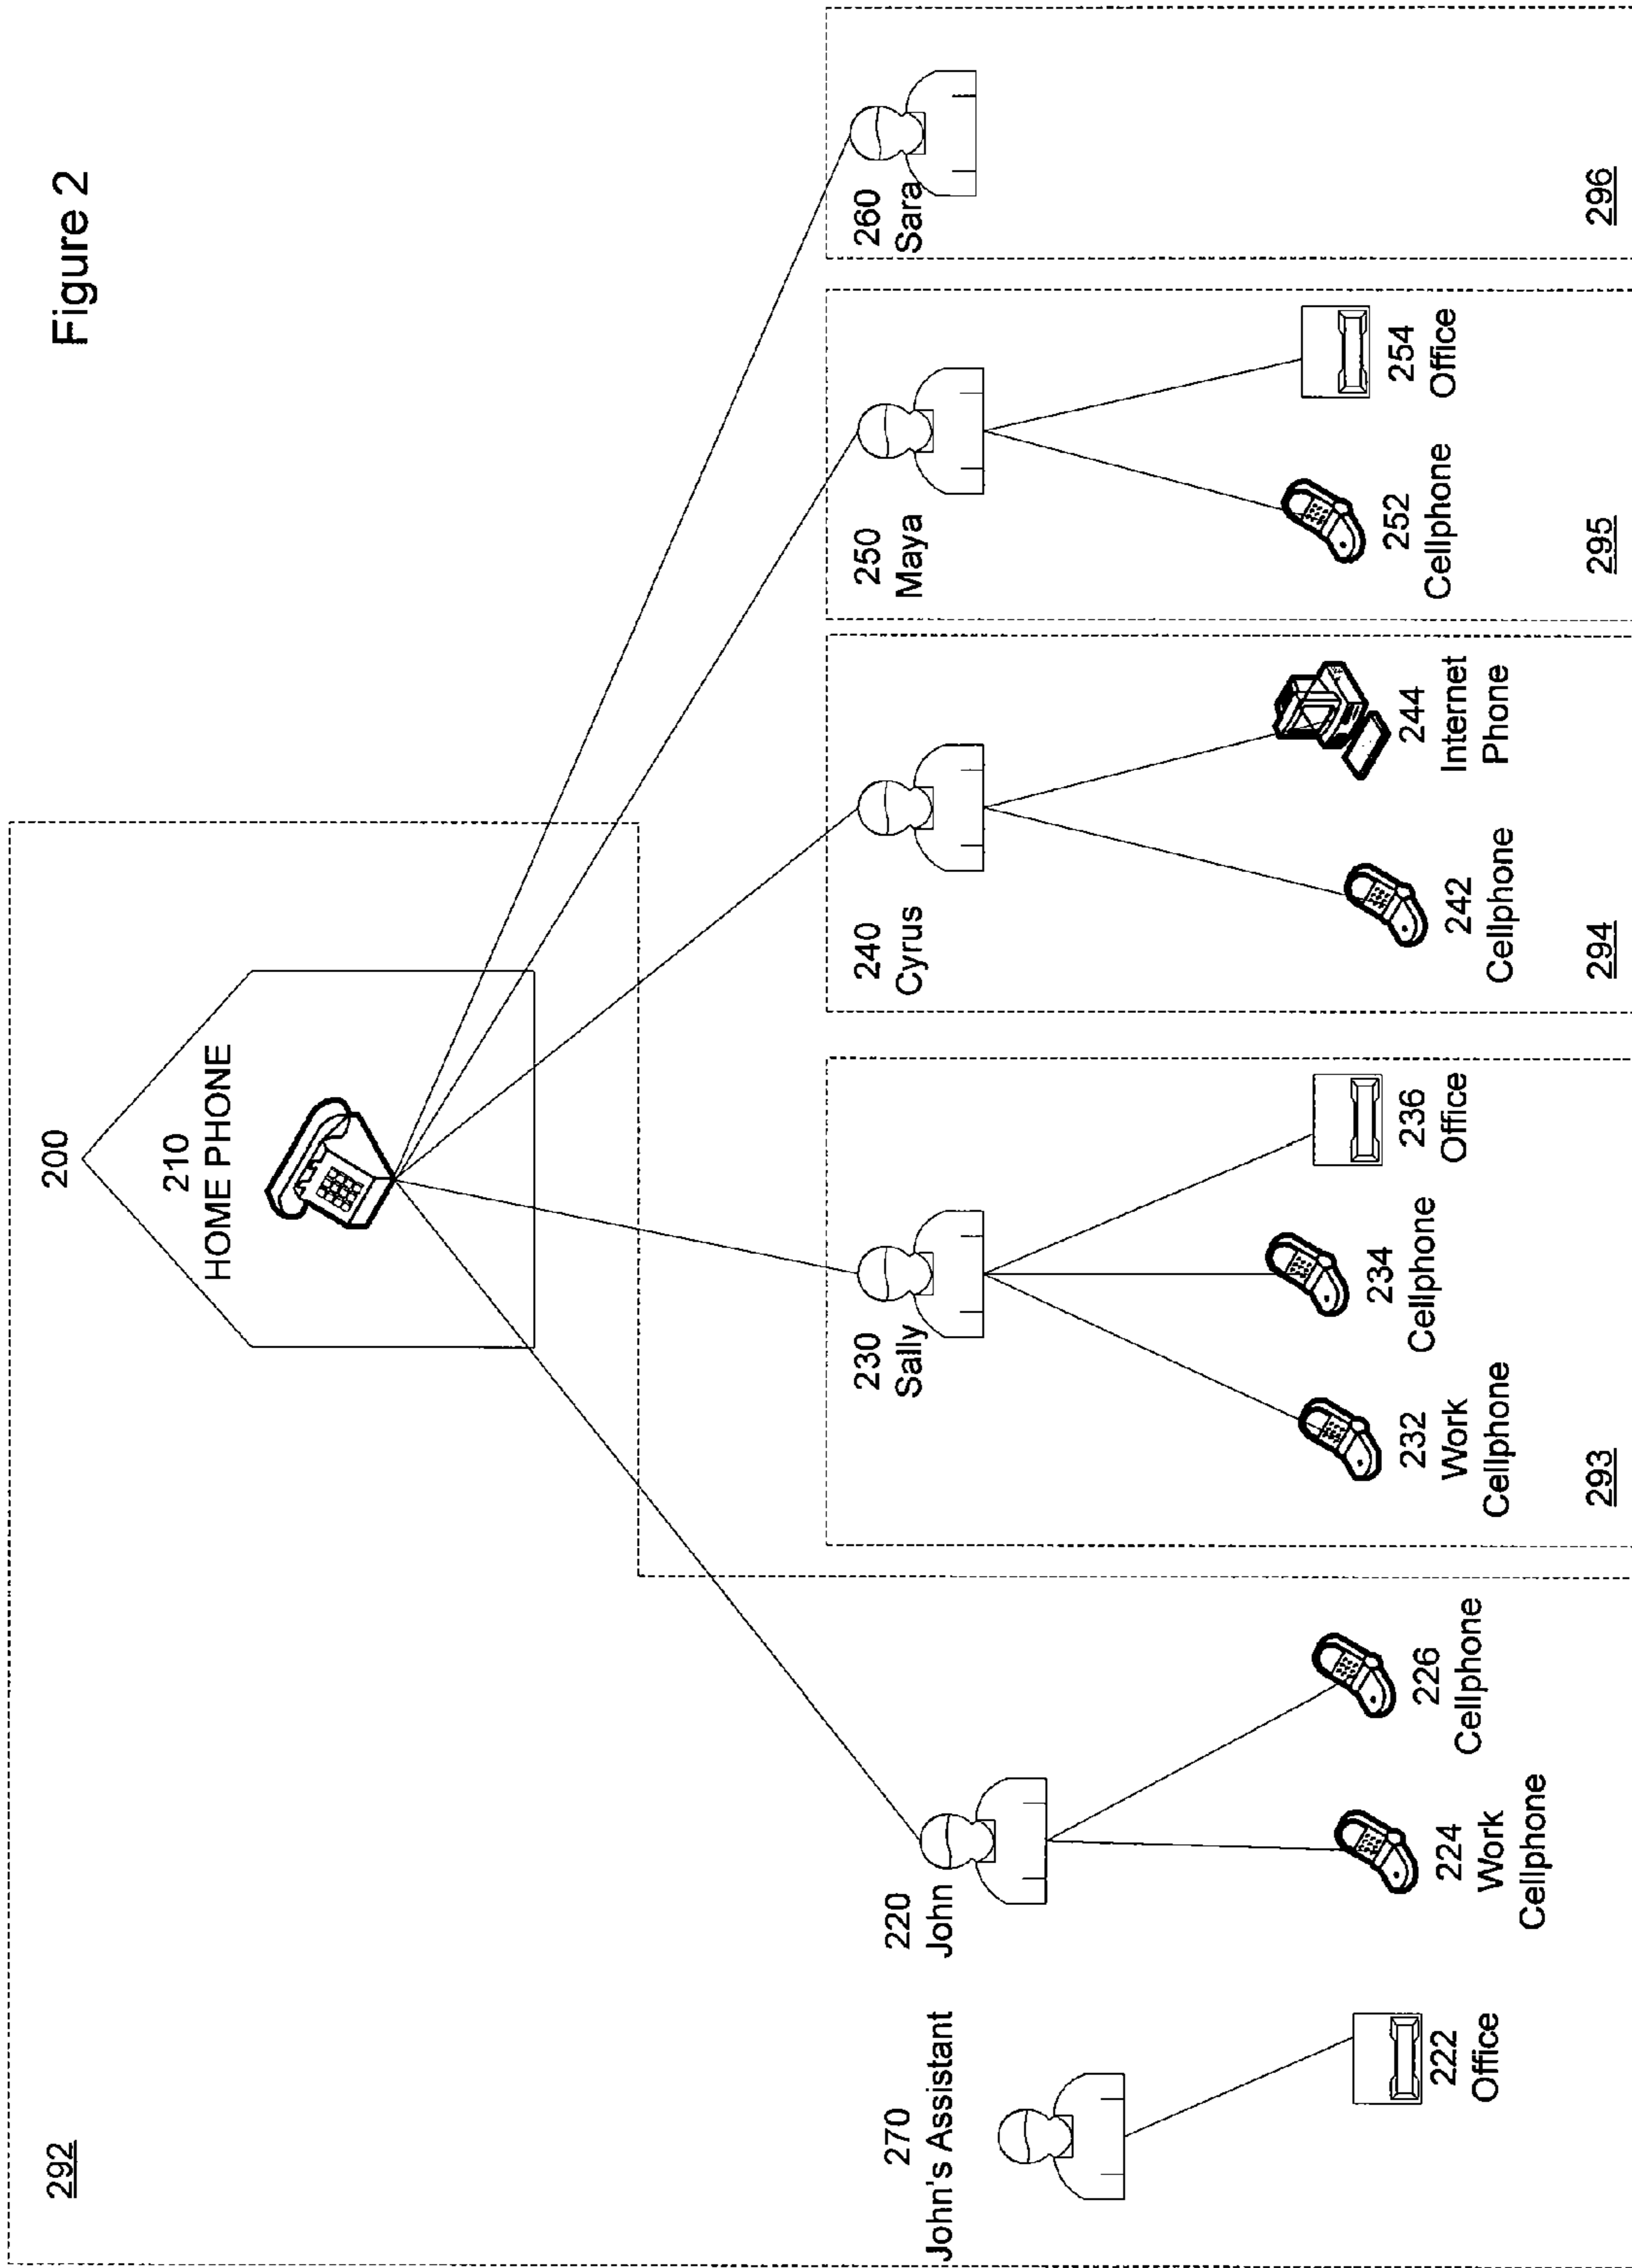 Figure 2
292
200
210
HOME PHONE
270
John's Assistant
220
John
230
Sally
240
Cyrus
250
Maya
260
Sara
222
Office
224
Work
Cellphone
226
Cellphone
232
Work
Cellphone
234
Cellphone
236
Office
242
Cellphone
244
Internet
Phone
252
Cellphone
254
Office
293
294
295
296